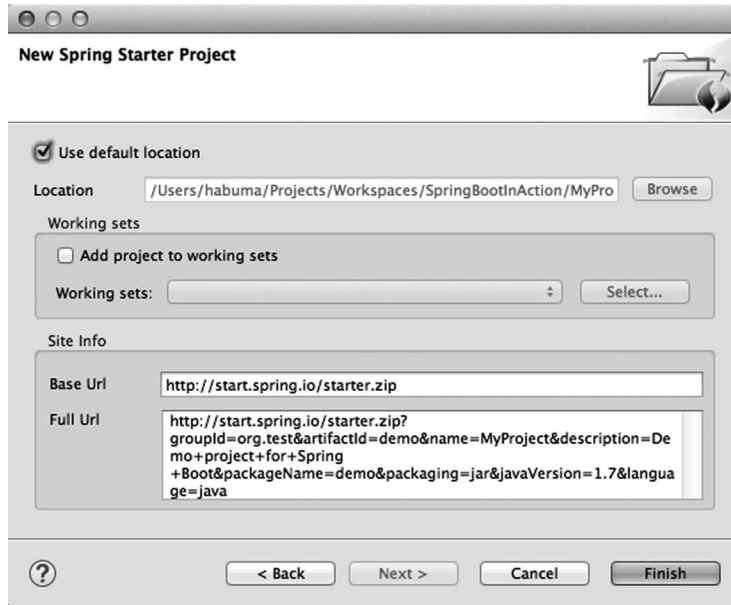 New Spring Starter Project
Use default location
Location /Users/habuma/Projects/Workspaces/SpringBootInAction/MyPro Browse
Working sets
Add project to working sets
Working sets: Select...
Site Info
Base Url http://start.spring.io/starter.zip
Full Url http://start.spring.io/starter.zip?
groupId=org.test&artifactId=demo&name=MyProject&description=De
mo+project+for+Spring
+Boot&packageName=demo&packaging=jar&javaVersion=1.7&langua
ge=java
? < Back Next > Cancel Finish